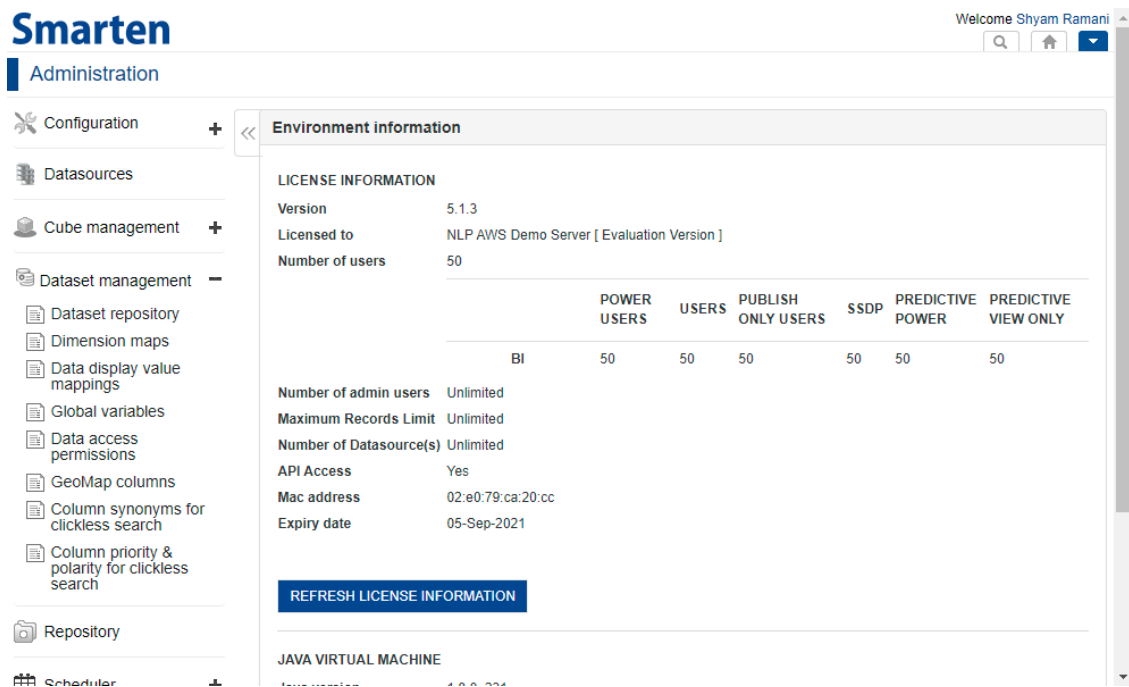 Smarten
Welcome Shyam Ramani
Administration
Configuration
Datasources
Cube management
Dataset management
Dataset repository
Dimension maps
Data display value
mappings
Global variables
Data access
permissions
GeoMap columns
Column synonyms for
clickless search
Column priority &
polarity for clickless
search
Repository
Scheduler
Environment information
LICENSE INFORMATION
Version 5.1.3
Licensed to NLP AWS Demo Server [ Evaluation Version ]
Number of users 50
POWER USERS USERS PUBLISH ONLY USERS SSDP PREDICTIVE POWER PREDICTIVE VIEW ONLY
BI 50 50 50 50 50 50
Number of admin users Unlimited
Maximum Records Limit Unlimited
Number of Datasource(s) Unlimited
API Access Yes
Mac address 02:e0:79:ca:20:cc
Expiry date 05-Sep-2021
REFRESH LICENSE INFORMATION
JAVA VIRTUAL MACHINE
Java version